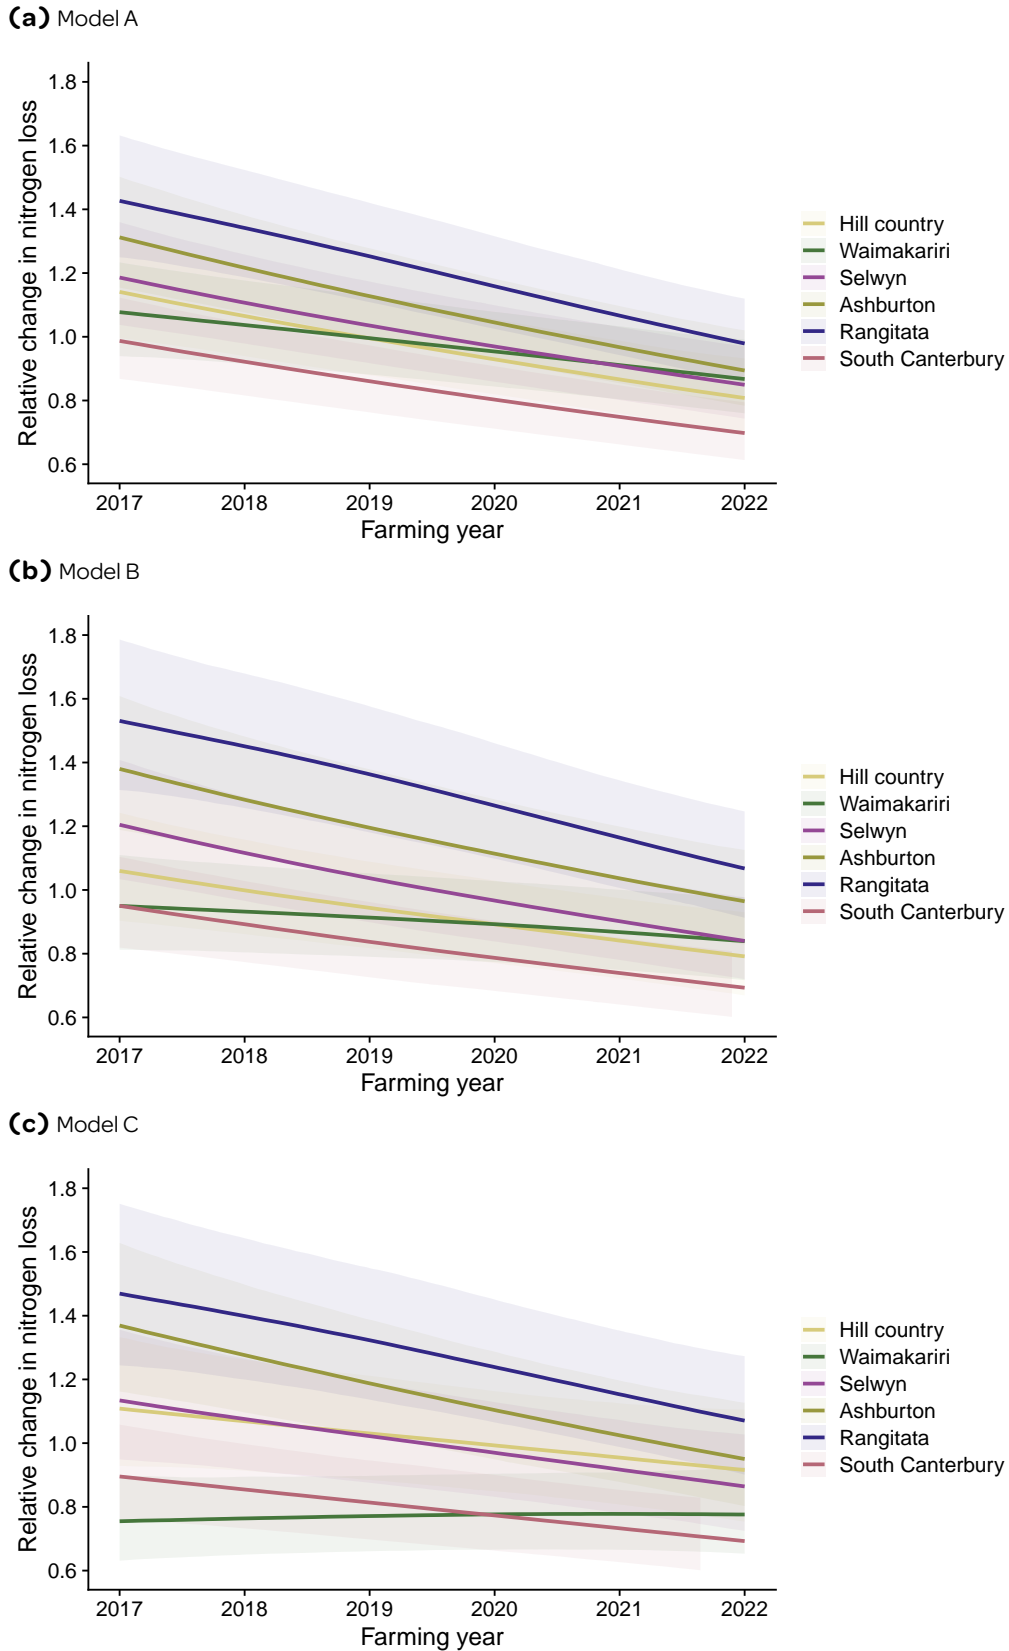 (a) Model A
Relative change in nitrogen loss
1.8
1.6
1.4
1.2
1.0
0.8
0.6
2017 2018 2019 2020 2021 2022
Farming year
Hill country
Waimakariri
Selwyn
Ashburton
Rangitata
South Canterbury
(b) Model B
Relative change in nitrogen loss
1.8
1.6
1.4
1.2
1.0
0.8
0.6
2017 2018 2019 2020 2021 2022
Farming year
Hill country
Waimakariri
Selwyn
Ashburton
Rangitata
South Canterbury
(c) Model C
Relative change in nitrogen loss
1.8
1.6
1.4
1.2
1.0
0.8
0.6
2017 2018 2019 2020 2021 2022
Farming year
Hill country
Waimakariri
Selwyn
Ashburton
Rangitata
South Canterbury